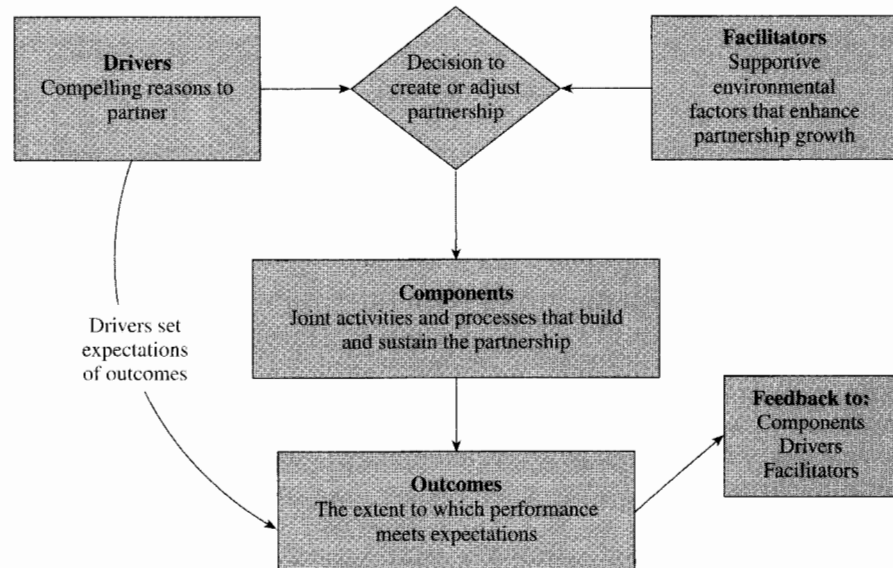 Drivers
Compelling reasons to
partner
Decision to
create or adjust
partnership
Facilitators
Supportive
environmental
factors that enhance
partnership growth
Components
Joint activities and processes that build
and sustain the partnership
Drivers set
expectations
of outcomes
Outcomes
The extent to which performance
meets expectations
Feedback to:
Components
Drivers
Facilitators